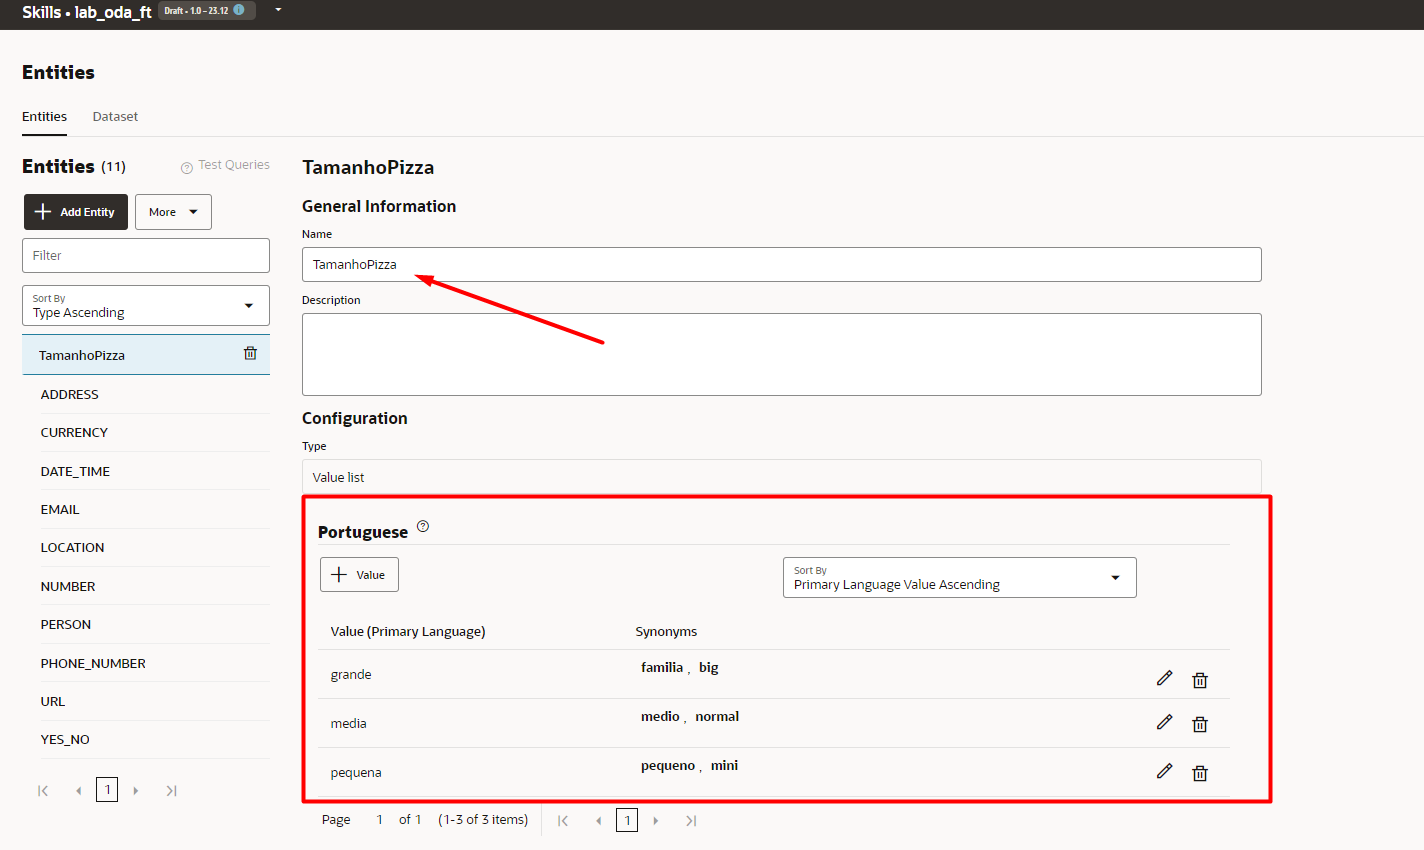 Skills • lab_oda_ft Draft • 1.0 - 23.12
Entities
Entities Dataset
Entities (11) Test Queries
Add Entity More
Filter
Sort By
Type Ascending
TamanhoPizza
ADDRESS
CURRENCY
DATE_TIME
EMAIL
LOCATION
NUMBER
PERSON
PHONE_NUMBER
URL
YES_NO
1
TamanhoPizza
General Information
Name
TamanhoPizza
Description
Configuration
Type
Value list
Portuguese
Value
Sort By
Primary Language Value Ascending
Value (Primary Language) Synonyms
grande familia , big
media medio , normal
pequena pequeno , mini
Page 1 of 1 (1-3 of 3 items) 1